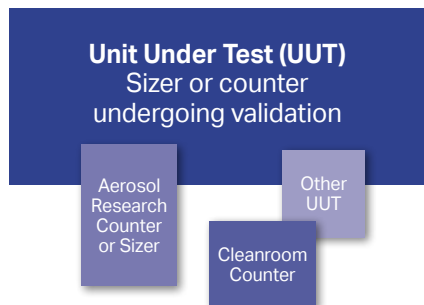 Unit Under Test (UUT)
Sizer or counter
undergoing validation
Aerosol
Research
Counter
or Sizer
Other
UUT
Cleanroom
Counter